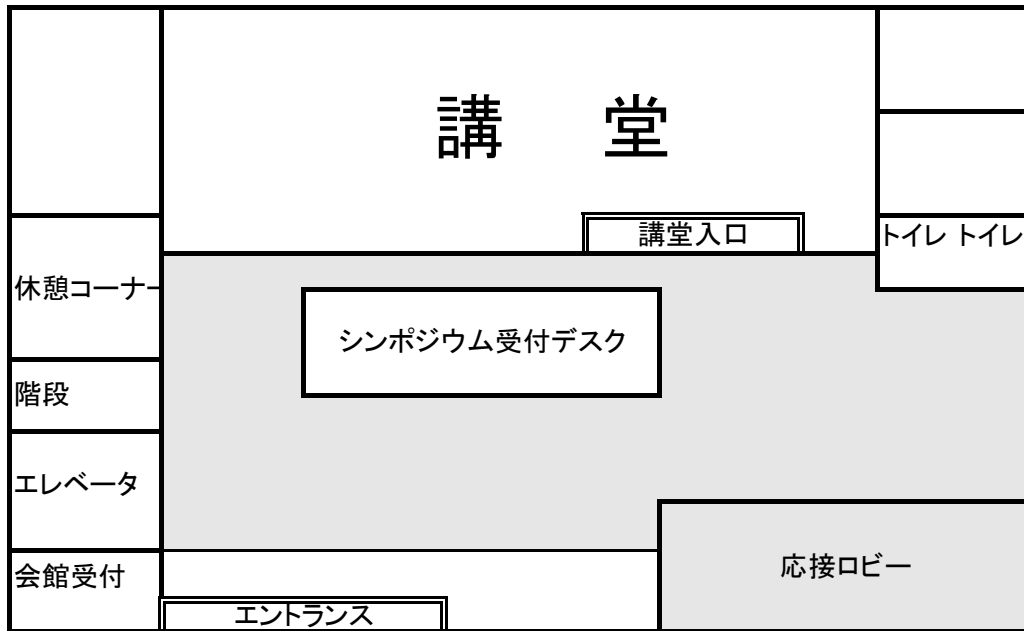 講　堂
講堂入口
トイレ トイレ
休憩コーナー
シンポジウム受付デスク
階段
エレベータ
応接ロビー
会館受付
エントランス